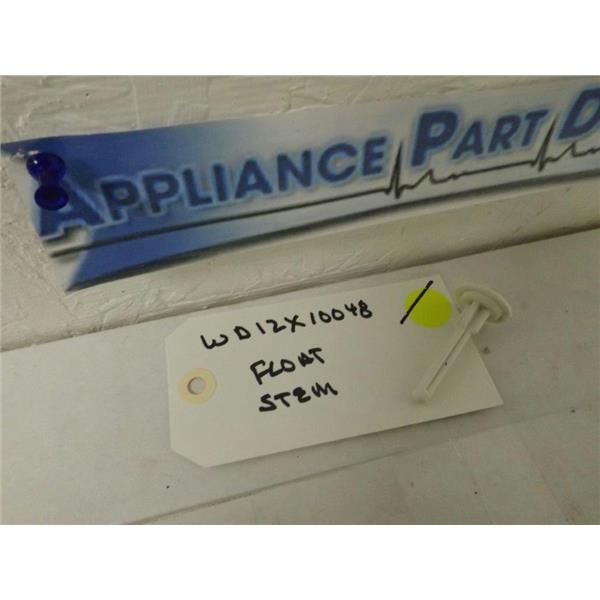 APPLIANCE PART D
WD12X10048
FLOAT
STEM